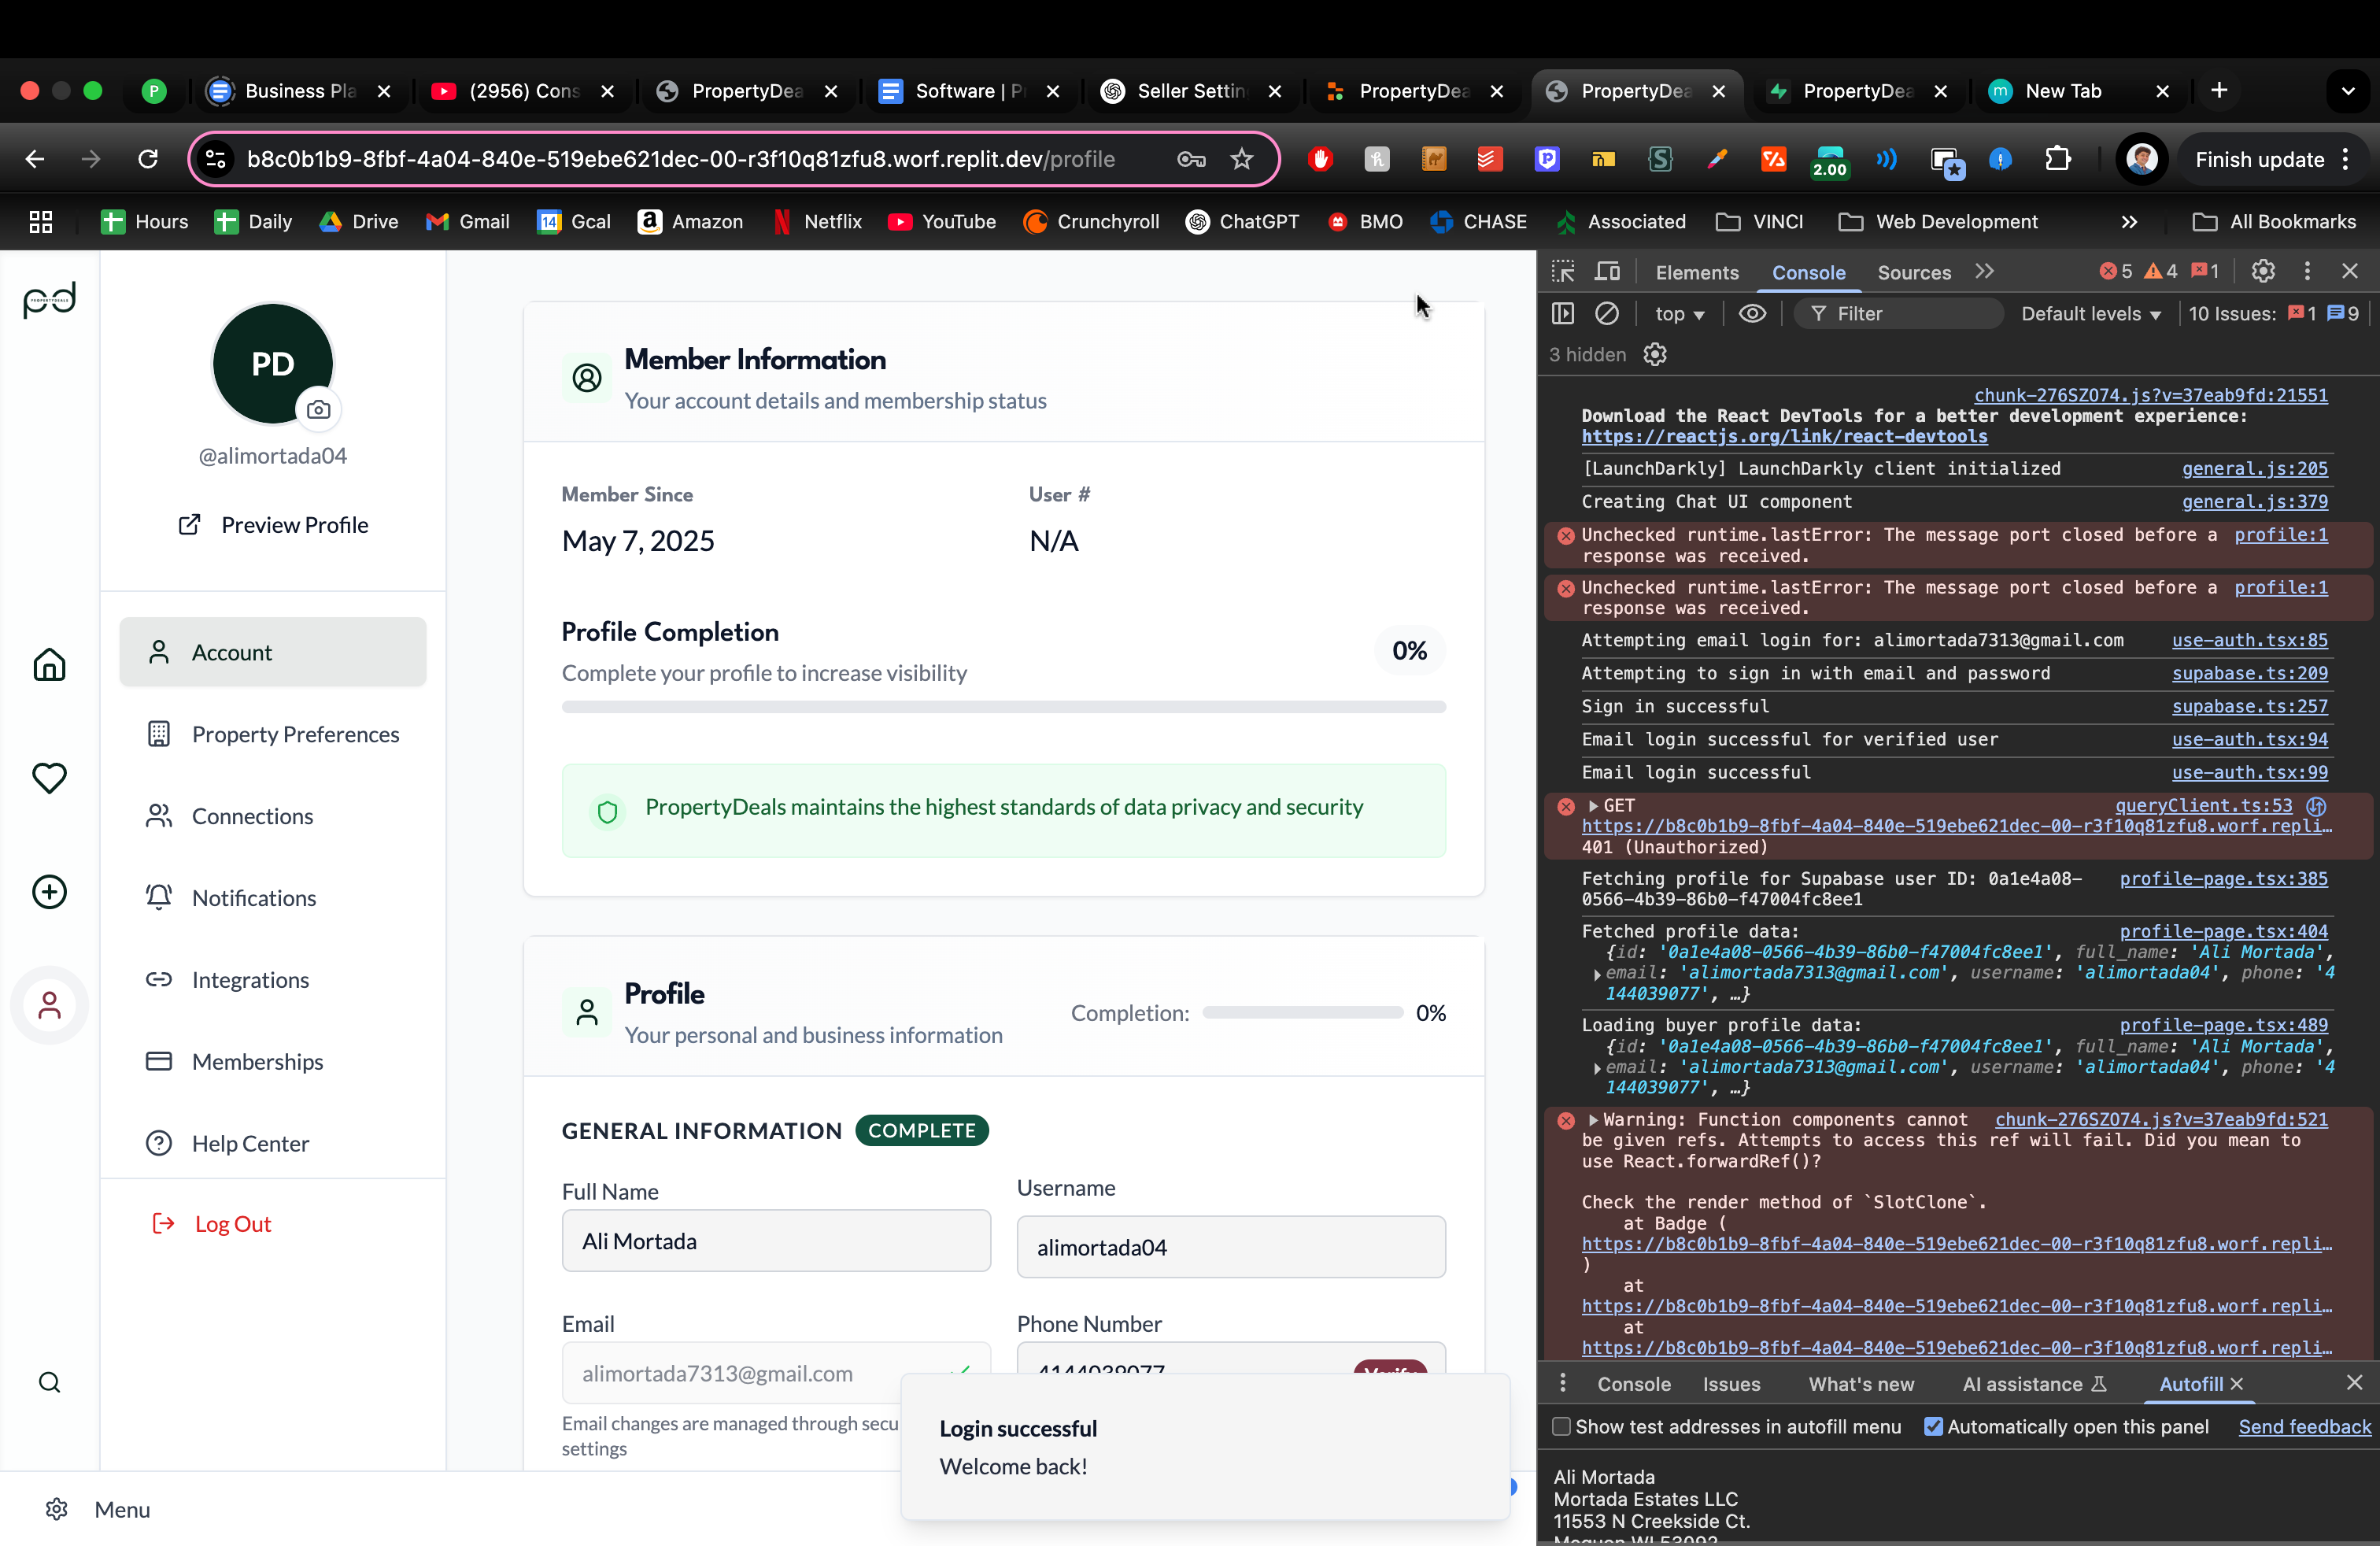 P
Business Pla
(2956) Cons
PropertyDea
Software | P
Seller Settin
PropertyDea
PropertyDea
PropertyDea
New Tab
b8c0b1b9-8fbf-4a04-840e-519ebe621dec-00-r3f10q81zfu8.worf.replit.dev/profile
2.00
Finish update
Hours
Daily
Drive
Gmail
14
Gcal
Amazon
Netflix
YouTube
Crunchyroll
ChatGPT
BMO
CHASE
Associated
VINCI
Web Development
All Bookmarks
pd
PD
@alimortada04
Preview Profile
Account
Property Preferences
Connections
Notifications
Integrations
Memberships
Help Center
Log Out
Menu
Member Information
Your account details and membership status
Member Since
User #
May 7, 2025
N/A
Profile Completion
0%
Complete your profile to increase visibility
PropertyDeals maintains the highest standards of data privacy and security
Profile
Your personal and business information
Completion:
0%
GENERAL INFORMATION
COMPLETE
Full Name
Username
Ali Mortada
alimortada04
Email
Phone Number
alimortada7313@gmail.com
4144039077
Verify
Email changes are managed through secu
settings
Login successful
Welcome back!
Elements
Console
Sources
5
4
1
top
Filter
Default levels
10 Issues:
1
9
3 hidden
chunk-276SZO74.js?v=37eab9fd:21551
Download the React DevTools for a better development experience:
https://reactjs.org/link/react-devtools
[LaunchDarkly] LaunchDarkly client initialized
general.js:205
Creating Chat UI component
general.js:379
Unchecked runtime.lastError: The message port closed before a
profile:1
response was received.
Unchecked runtime.lastError: The message port closed before a
profile:1
response was received.
Attempting email login for: alimortada7313@gmail.com
use-auth.tsx:85
Attempting to sign in with email and password
supabase.ts:209
Sign in successful
supabase.ts:257
Email login successful for verified user
use-auth.tsx:94
Email login successful
use-auth.tsx:99
GET
queryClient.ts:53
https://b8c0b1b9-8fbf-4a04-840e-519ebe621dec-00-r3f10q81zfu8.worf.repli…
401 (Unauthorized)
Fetching profile for Supabase user ID: 0a1e4a08-
profile-page.tsx:385
0566-4b39-86b0-f47004fc8ee1
Fetched profile data:
profile-page.tsx:404
{id: '0a1e4a08-0566-4b39-86b0-f47004fc8ee1', full_name: 'Ali Mortada',
email: 'alimortada7313@gmail.com', username: 'alimortada04', phone: '4
144039077', …}
Loading buyer profile data:
profile-page.tsx:489
{id: '0a1e4a08-0566-4b39-86b0-f47004fc8ee1', full_name: 'Ali Mortada',
email: 'alimortada7313@gmail.com', username: 'alimortada04', phone: '4
144039077', …}
Warning: Function components cannot
chunk-276SZO74.js?v=37eab9fd:521
be given refs. Attempts to access this ref will fail. Did you mean to
use React.forwardRef()?
Check the render method of `SlotClone`.
at Badge (
https://b8c0b1b9-8fbf-4a04-840e-519ebe621dec-00-r3f10q81zfu8.worf.repli…
)
at
https://b8c0b1b9-8fbf-4a04-840e-519ebe621dec-00-r3f10q81zfu8.worf.repli…
at
https://b8c0b1b9-8fbf-4a04-840e-519ebe621dec-00-r3f10q81zfu8.worf.repli…
Console
Issues
What's new
AI assistance
Autofill
Show test addresses in autofill menu
Automatically open this panel
Send feedback
Ali Mortada
Mortada Estates LLC
11553 N Creekside Ct.
Mequon WI 53092